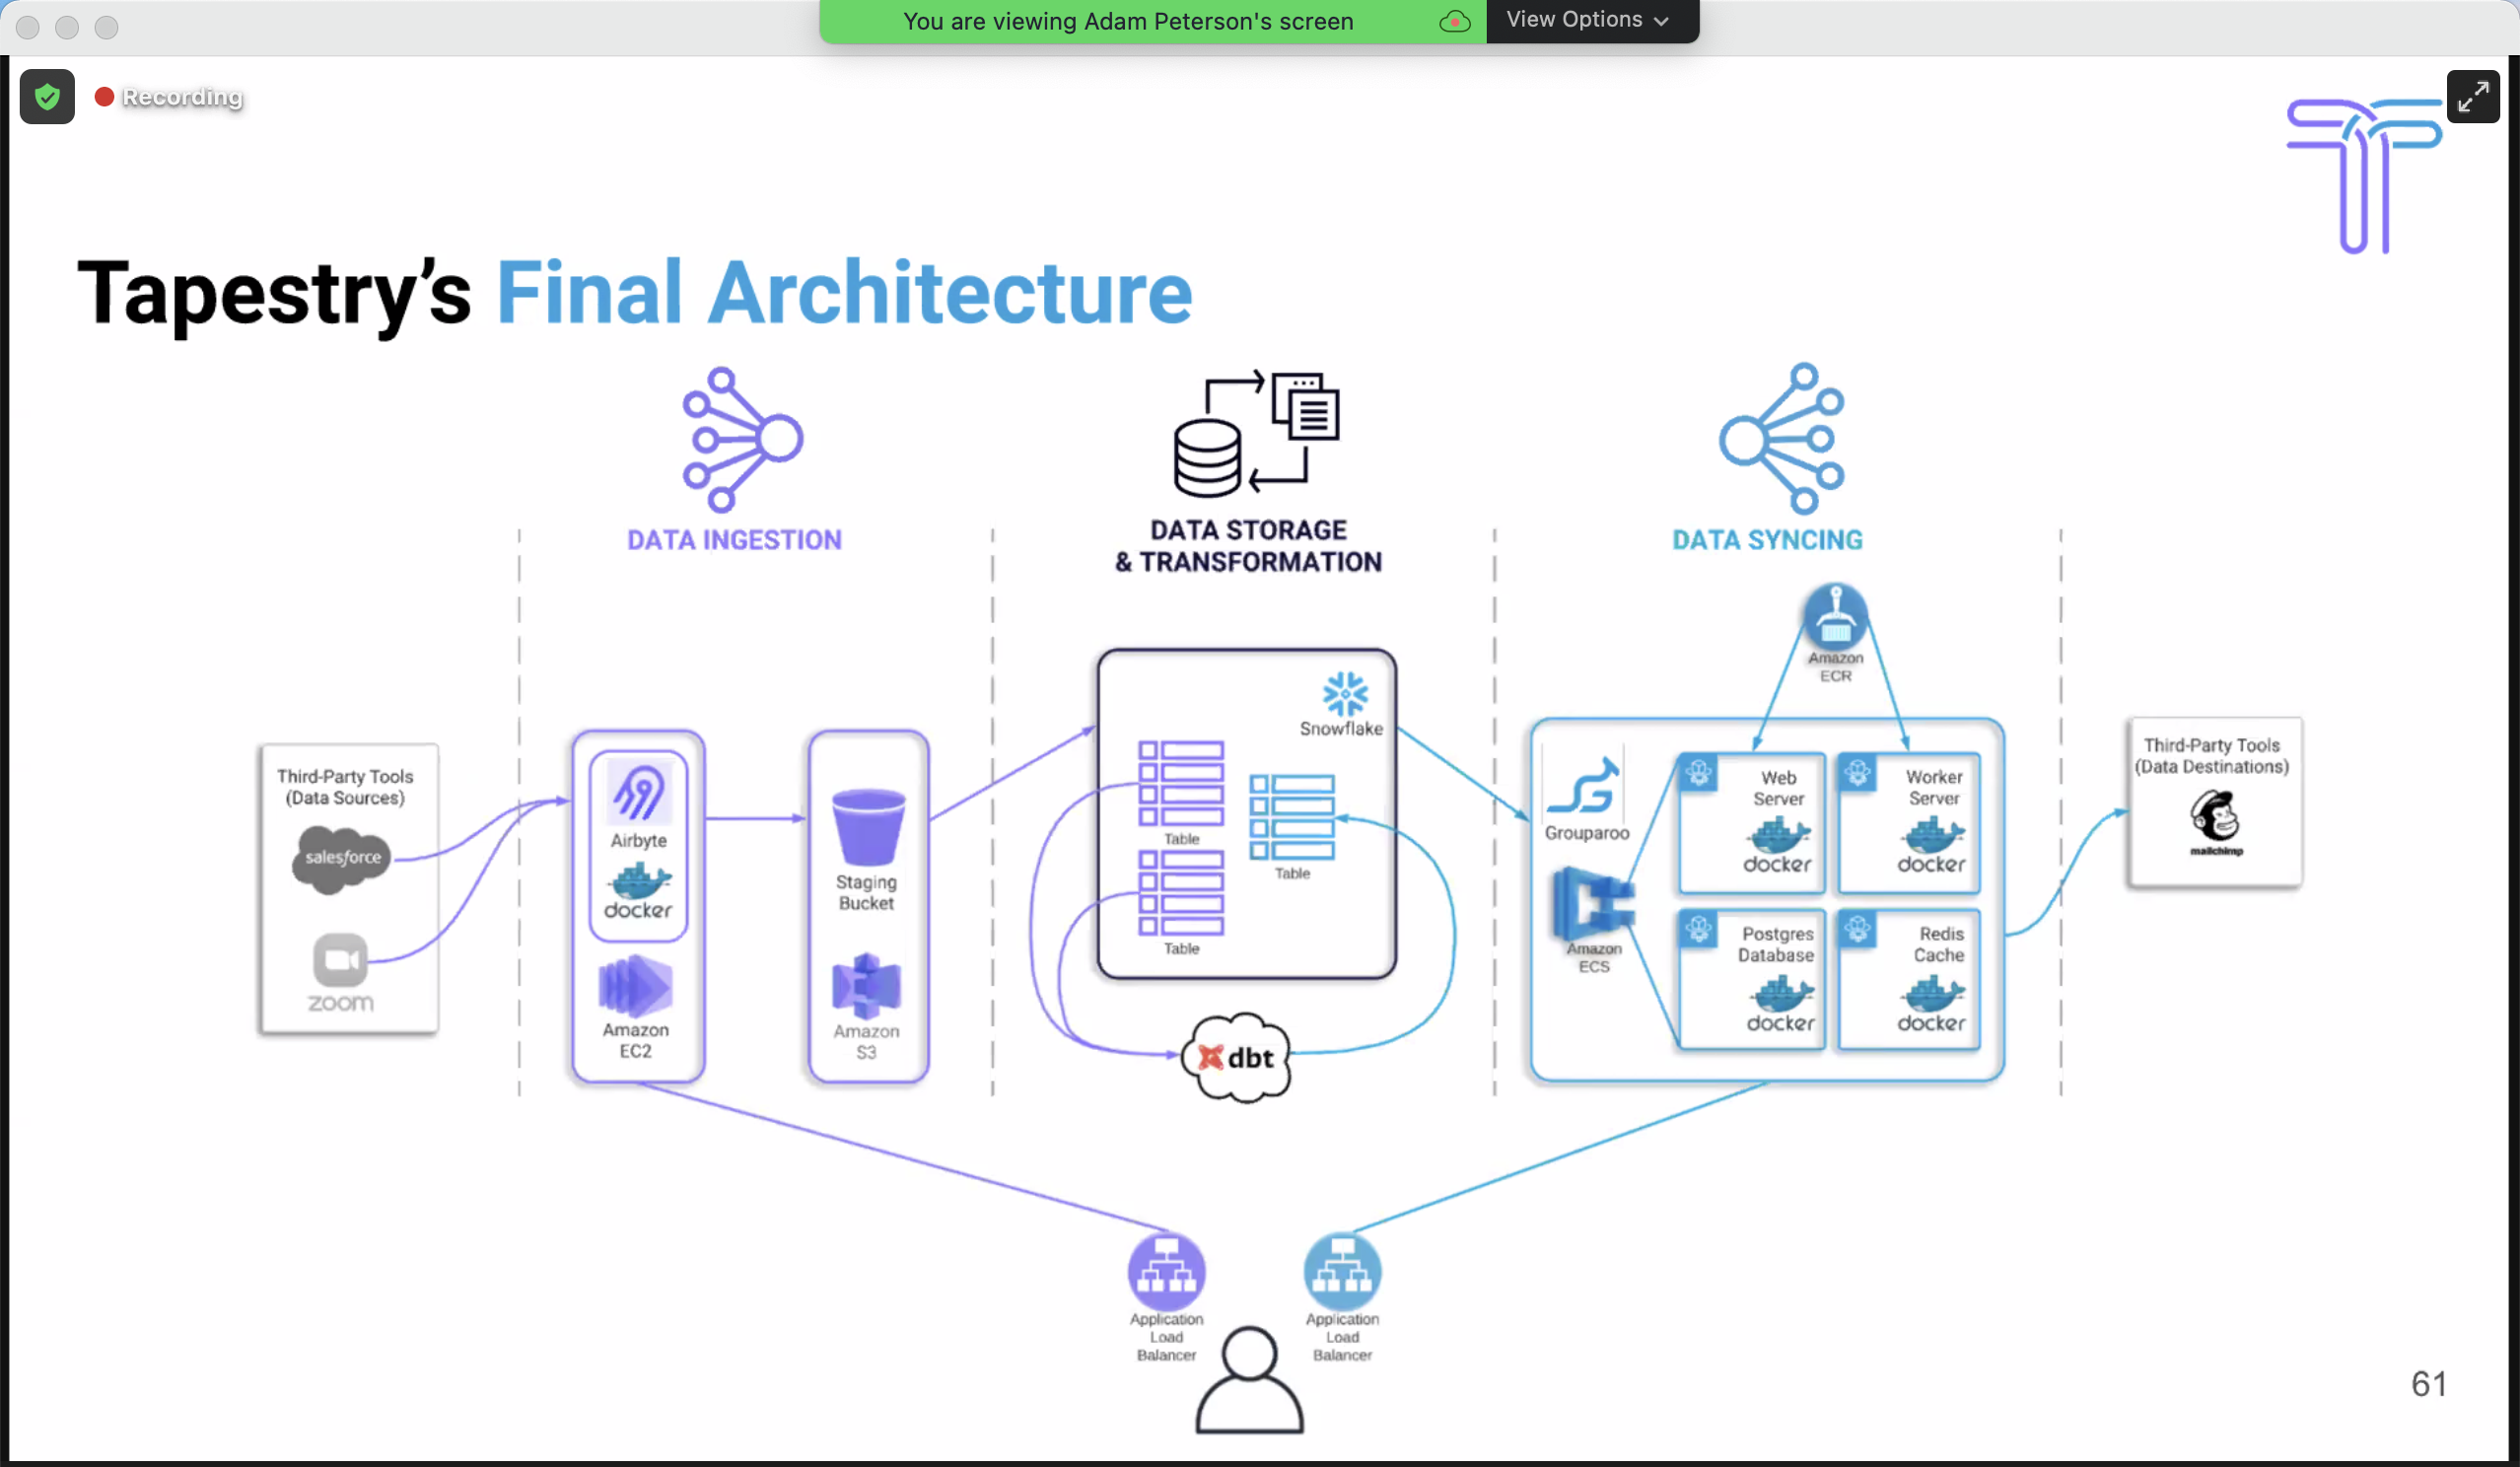 You are viewing Adam Peterson's screen
View Options
Recording
Tapestry's Final Architecture
DATA INGESTION
DATA STORAGE
& TRANSFORMATION
DATA SYNCING
Amazon
ECR
Third-Party Tools
(Data Sources)
salesforce
zoom
Airbyte
docker
Amazon
EC2
Staging
Bucket
Amazon
S3
Snowflake
Table
Table
Table
dbt
Grouparoo
Amazon
ECS
Web
Server
docker
Worker
Server
docker
Postgres
Database
docker
Redis
Cache
docker
Third-Party Tools
(Data Destinations)
mailchimp
Application
Load
Balancer
Application
Load
Balancer
61